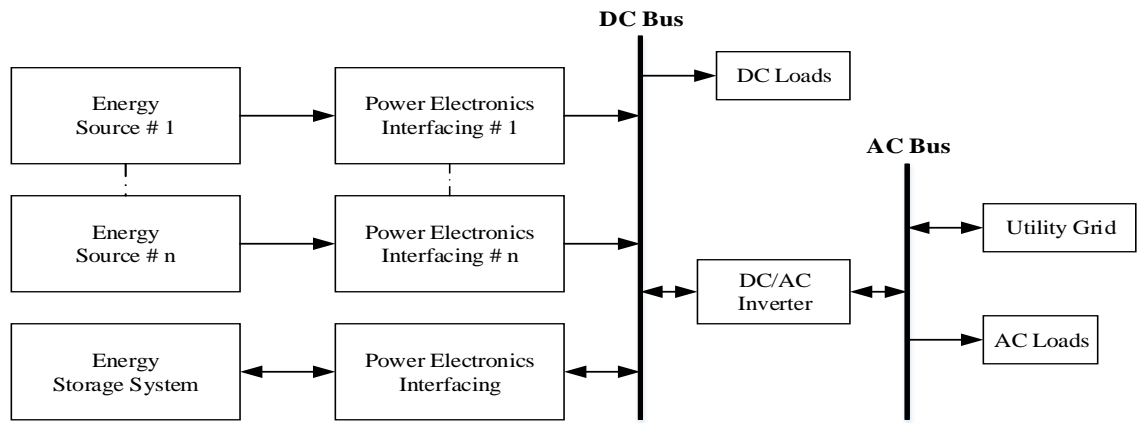 DC Bus
Energy
Source # 1
Power Electronics
Interfacing # 1
DC Loads
AC Bus
Energy
Source # n
Power Electronics
Interfacing # n
Utility Grid
DC/AC
Inverter
Energy
Storage System
Power Electronics
Interfacing
AC Loads